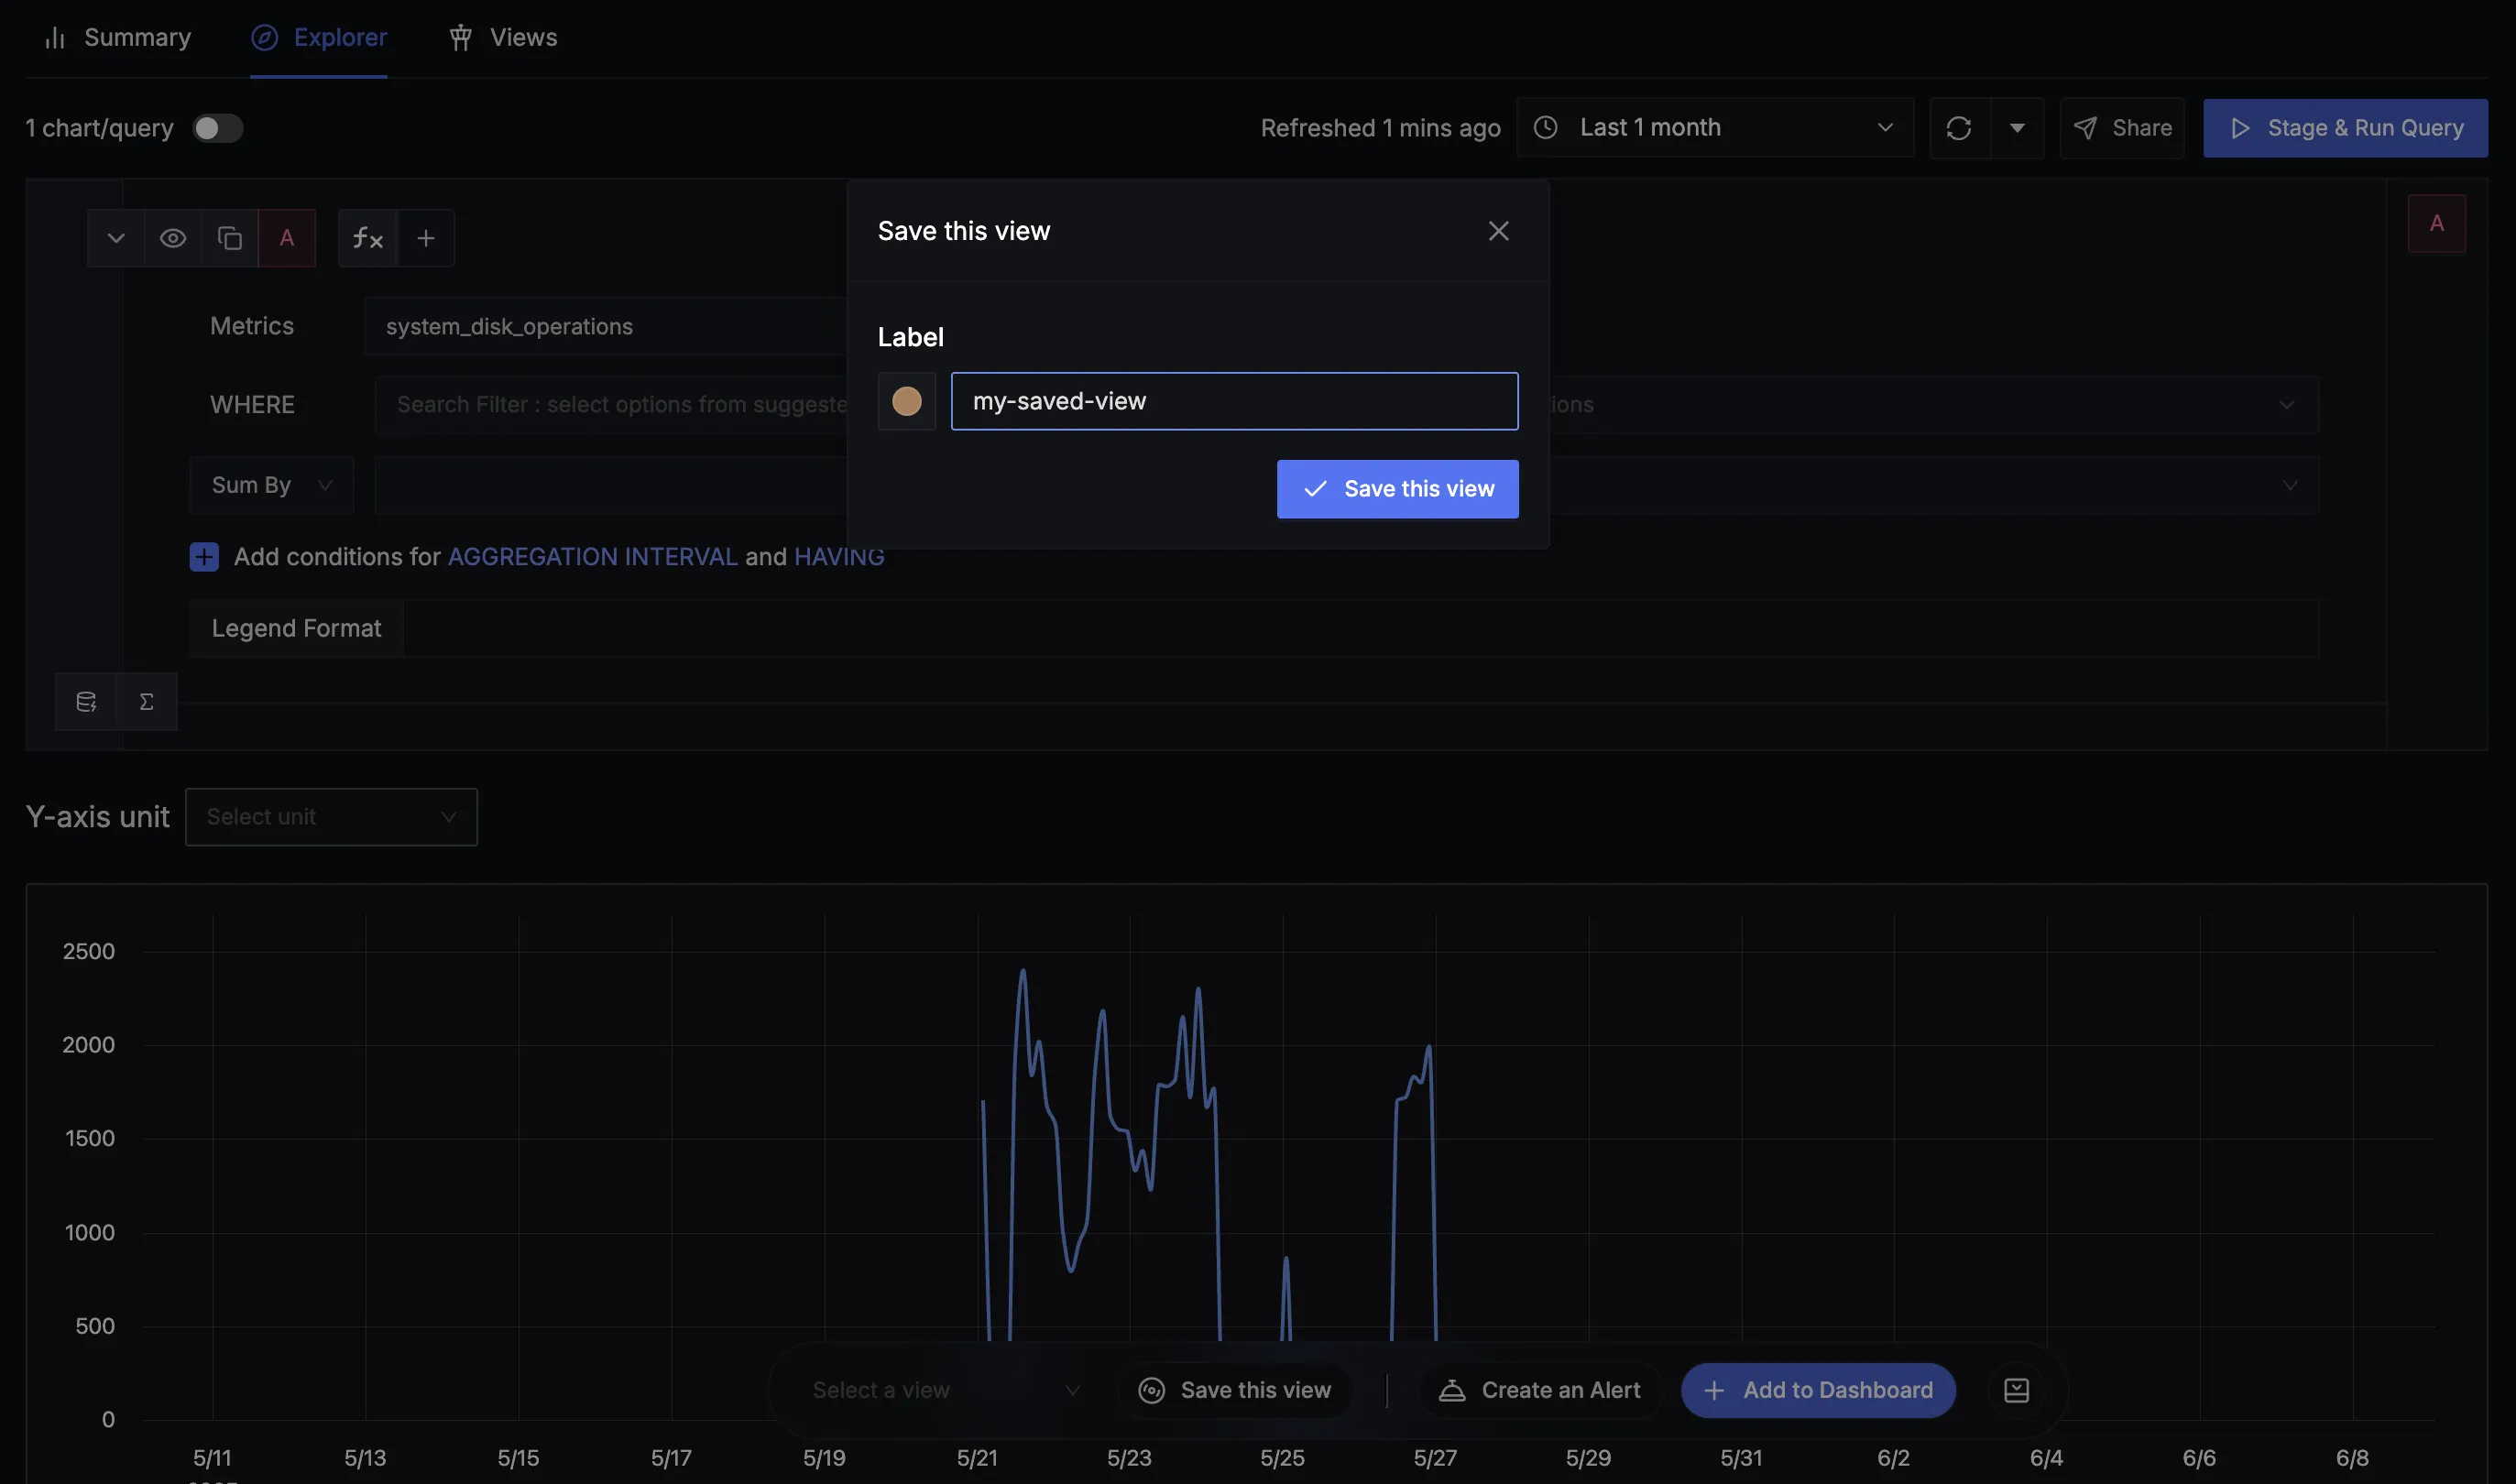 Summary Explorer Views
1 chart/query Refreshed 1 mins ago Last 1 month Share Stage & Run Query
Save this view
A fx A
Metrics system_disk_operations
Label
WHERE Search Filter : select options from suggeste ions
my-saved-view
Sum By
Save this view
Add conditions for AGGREGATION INTERVAL and HAVING
Legend Format
Σ
Y-axis unit Select unit
2500
2000
1500
1000
500
Select a view Save this view Create an Alert Add to Dashboard
0
5/11 5/13 5/15 5/17 5/19 5/21 5/23 5/25 5/27 5/29 5/31 6/2 6/4 6/6 6/8